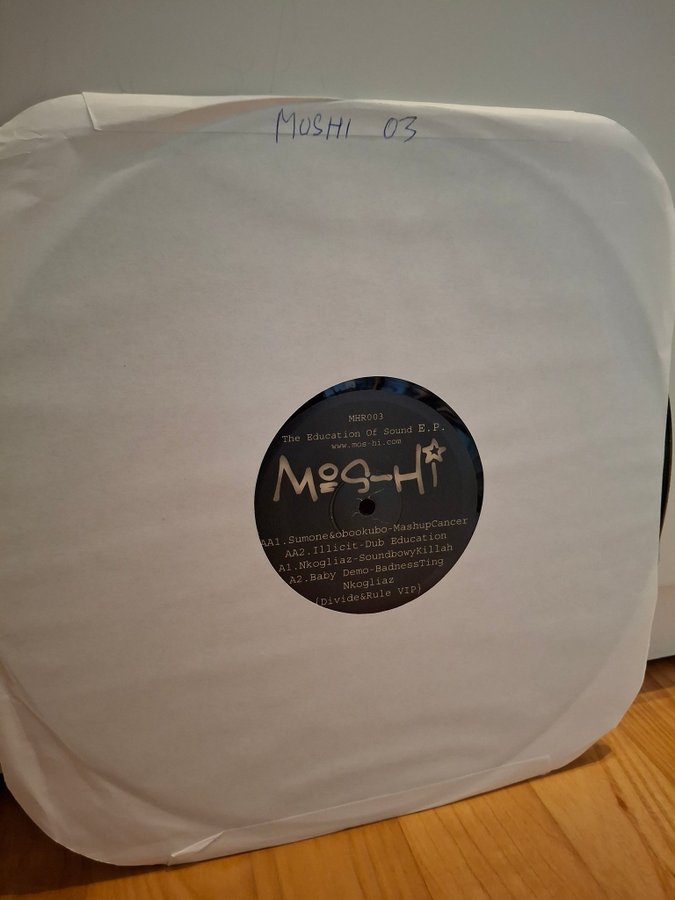 MOSHI 03
MHR003
The Education Of Sound E.P.
www.mos-hi.com
MoS-Hi
AA1.Sumone&obookubo-MashupCancer
AA2.Illicit-Dub Education
A1.Nkogliaz-SoundbowyKillah
A2.Baby Demo-BadnessTing
Nkogliaz
(Divide&Rule VIP)